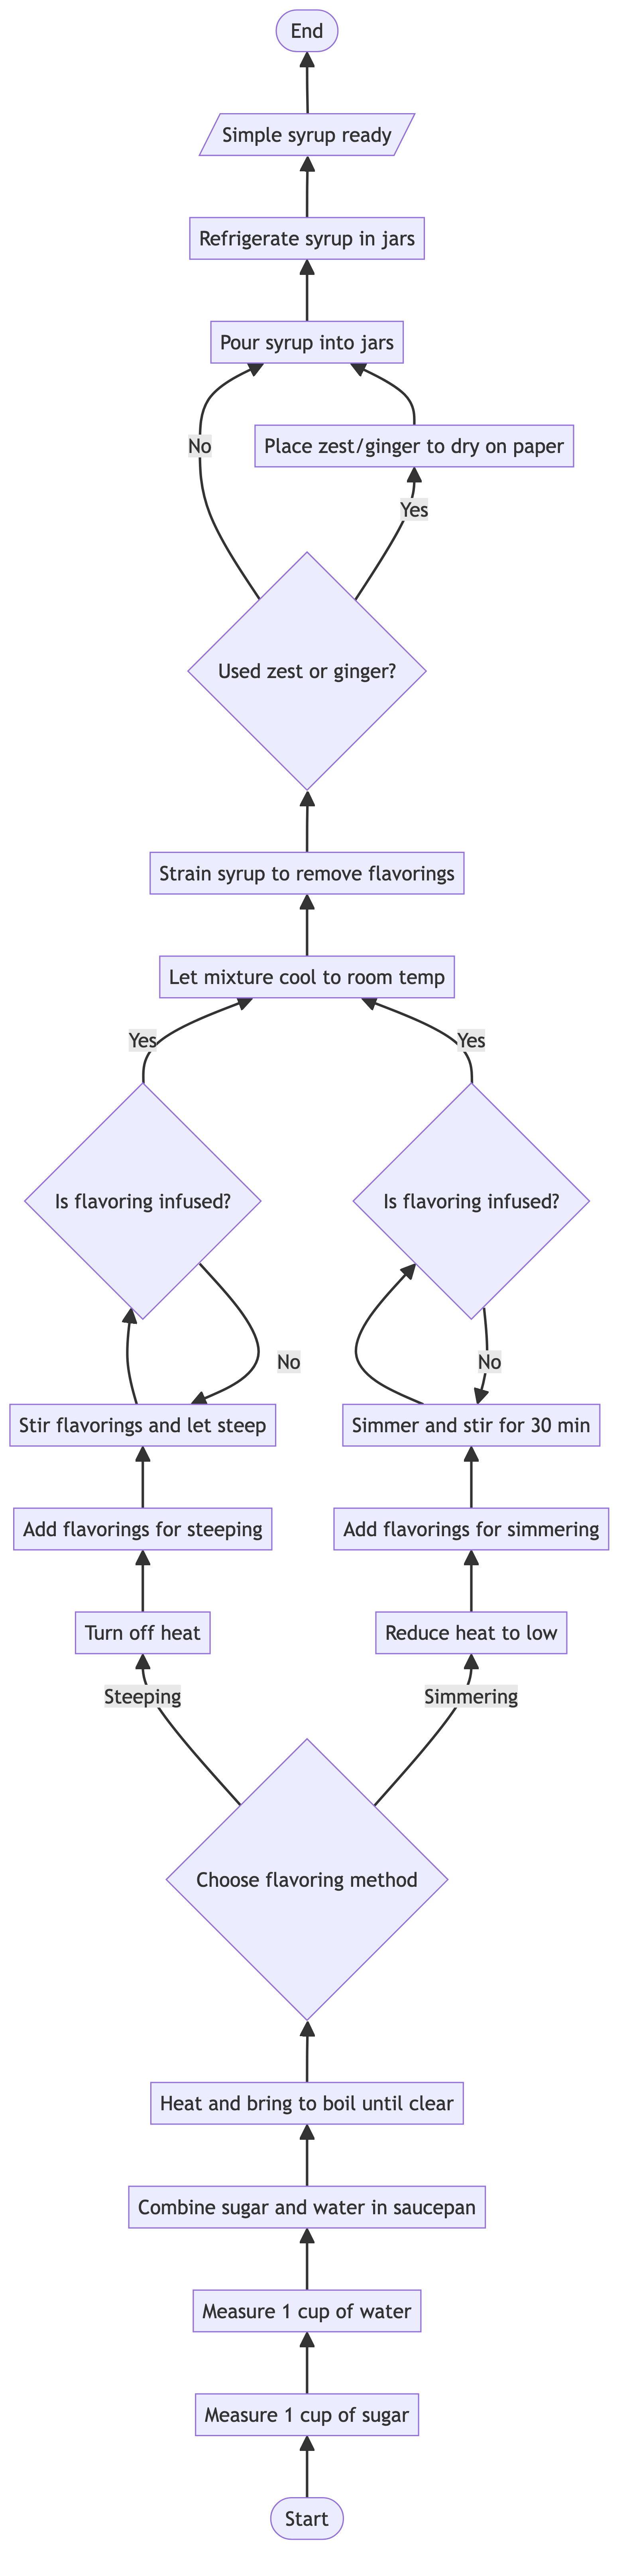 End
Simple syrup ready
Refrigerate syrup in jars
Pour syrup into jars
No
Place zest/ginger to dry on paper
Yes
Used zest or ginger?
Strain syrup to remove flavorings
Let mixture cool to room temp
Yes
Yes
Is flavoring infused?
Is flavoring infused?
No
No
Stir flavorings and let steep
Simmer and stir for 30 min
Add flavorings for steeping
Add flavorings for simmering
Turn off heat
Reduce heat to low
Steeping
Simmering
Choose flavoring method
Heat and bring to boil until clear
Combine sugar and water in saucepan
Measure 1 cup of water
Measure 1 cup of sugar
Start